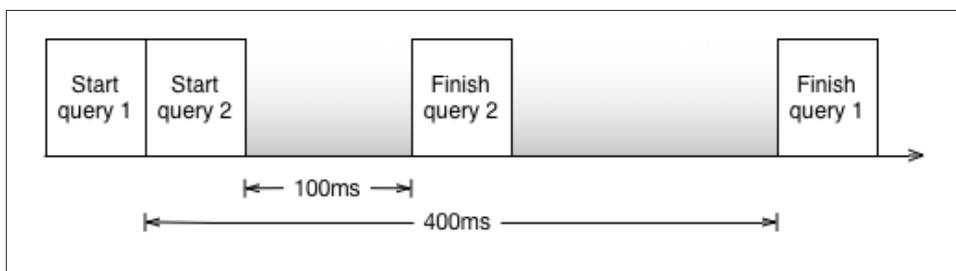 Start
query 1
Start
query 2
Finish
query 2
Finish
query 1
100ms
400ms